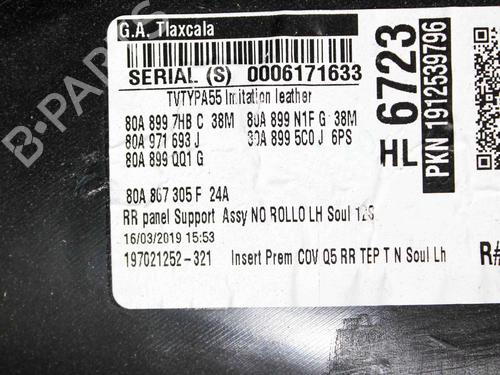 G.A. Tlaxcala
SERIAL (S) 0006171633
TVTYPA55 Imitation leather
80A 899 7HB C 38M 80A 899 N1F G 38M
80A 971 693 J 80A 899 5C0 J 6PS
80A 899 QQ1 G
80A 867 305 F 24A
RR panel Support Assy NO ROLLO LH Soul 12S
16/03/2019 15:53
197021252-321 Insert Prem COV Q5 RR TEP T N Soul Lh
HL 6723
PKN 1912539796
R#
B-PARTS